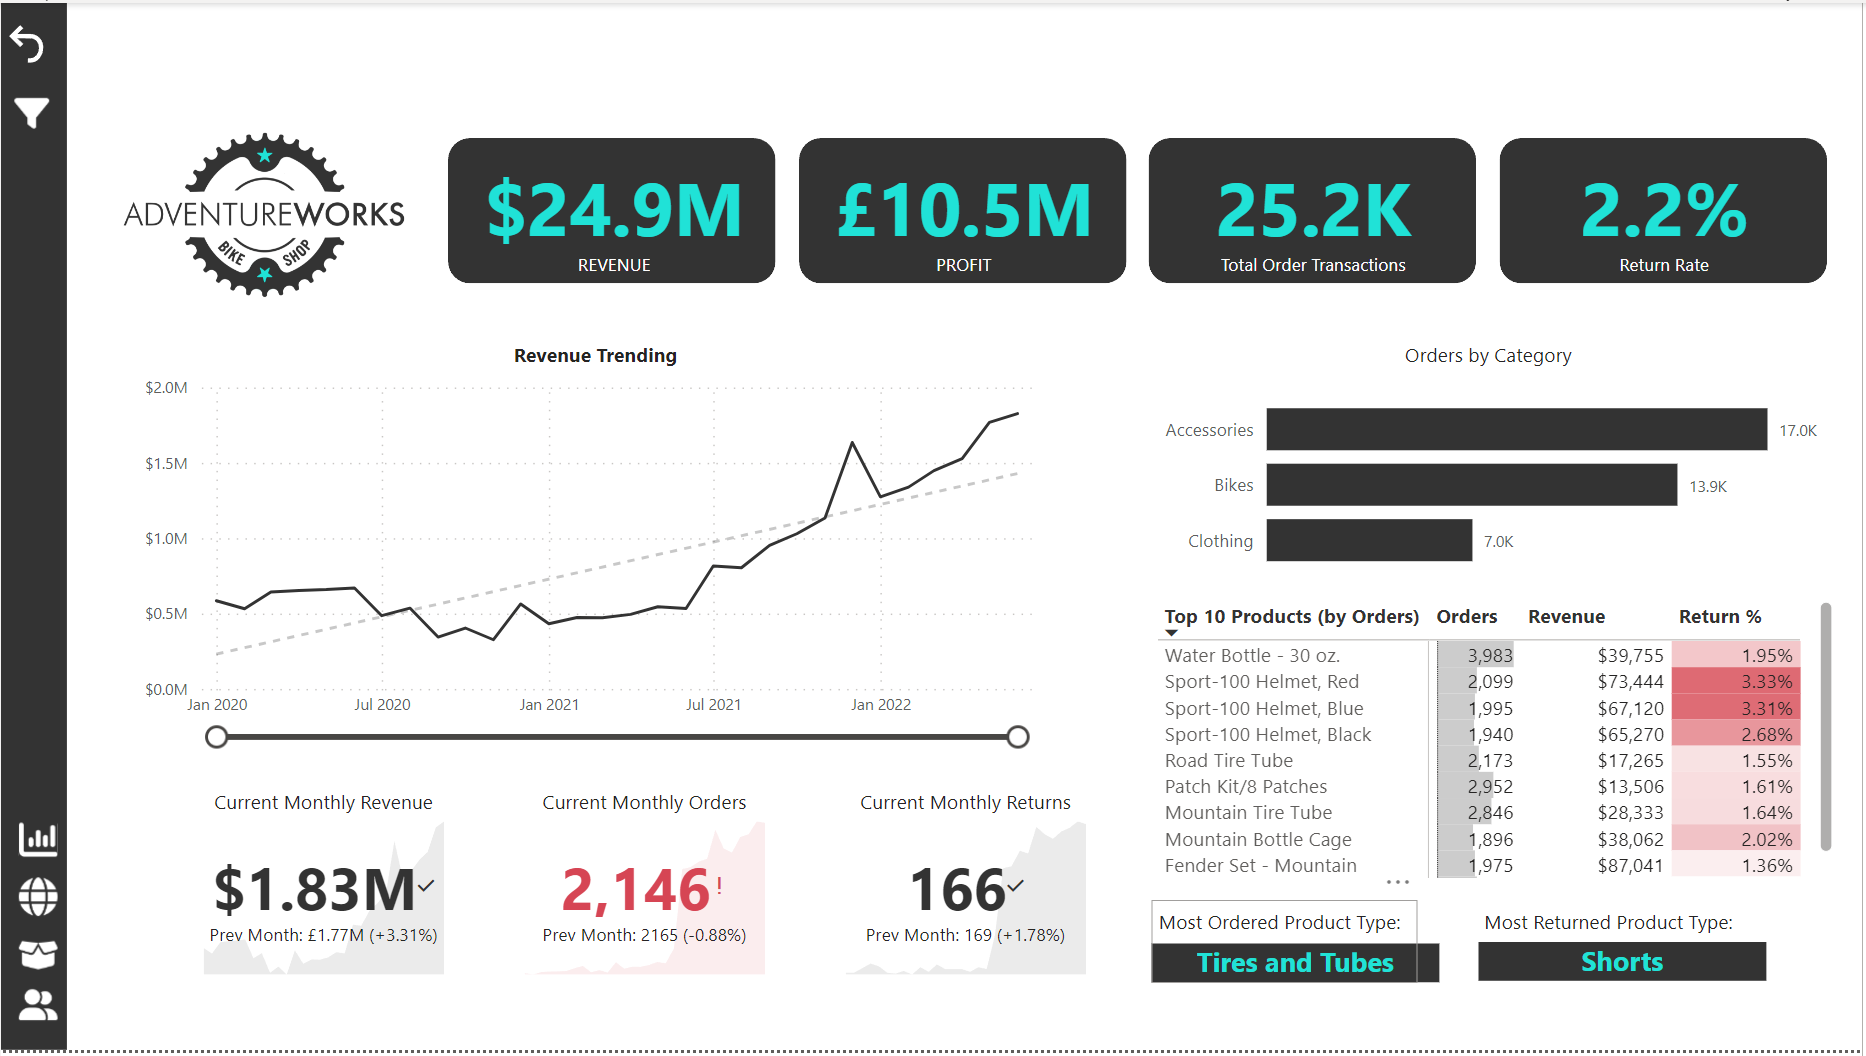 ADVENTUREWORKS
BIKE SHOP
$24.9M
REVENUE
£10.5M
PROFIT
25.2K
Total Order Transactions
2.2%
Return Rate
Revenue Trending
$2.0M
$1.5M
$1.0M
$0.5M
$0.0M
Jan 2020 Jul 2020 Jan 2021 Jul 2021 Jan 2022
Orders by Category
Accessories 17.0K
Bikes 13.9K
Clothing 7.0K
Top 10 Products (by Orders) Orders Revenue Return %
Water Bottle - 30 oz. 3,983 $39,755 1.95%
Sport-100 Helmet, Red 2,099 $73,444 3.33%
Sport-100 Helmet, Blue 1,995 $67,120 3.31%
Sport-100 Helmet, Black 1,940 $65,270 2.68%
Road Tire Tube 2,173 $17,265 1.55%
Patch Kit/8 Patches 2,952 $13,506 1.61%
Mountain Tire Tube 2,846 $28,333 1.64%
Mountain Bottle Cage 1,896 $38,062 2.02%
Fender Set - Mountain 1,975 $87,041 1.36%
Current Monthly Revenue
$1.83M
Prev Month: £1.77M (+3.31%)
Current Monthly Orders
2,146!
Prev Month: 2165 (-0.88%)
Current Monthly Returns
166
Prev Month: 169 (+1.78%)
Most Ordered Product Type:
Tires and Tubes
Most Returned Product Type:
Shorts